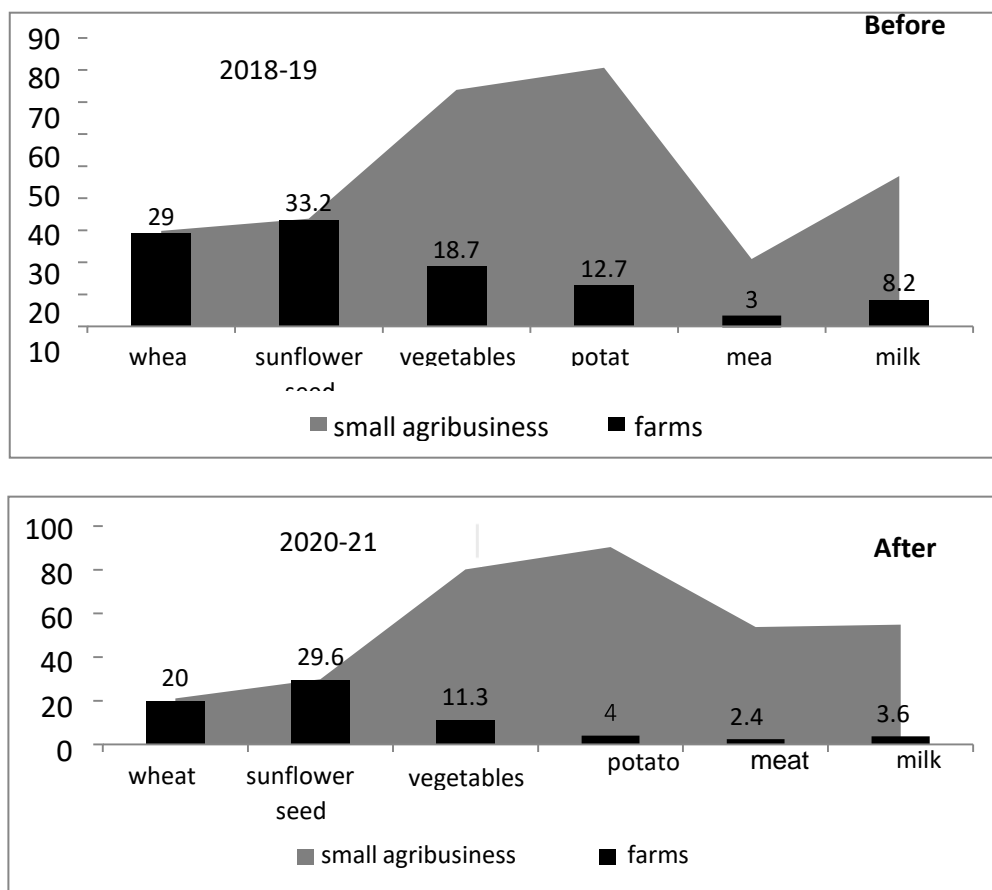 Before
90
2018-19
80
70
60
50
40
30
20
10
29
33.2
18.7
12.7
3
8.2
whea
sunflower
vegetables
potat
mea
milk
small agribusiness
farms
100
2020-21
After
80
60
40
20
0
20
29.6
11.3
4
2.4
3.6
wheat
sunflower
seed
vegetables
potato
meat
milk
small agribusiness
farms